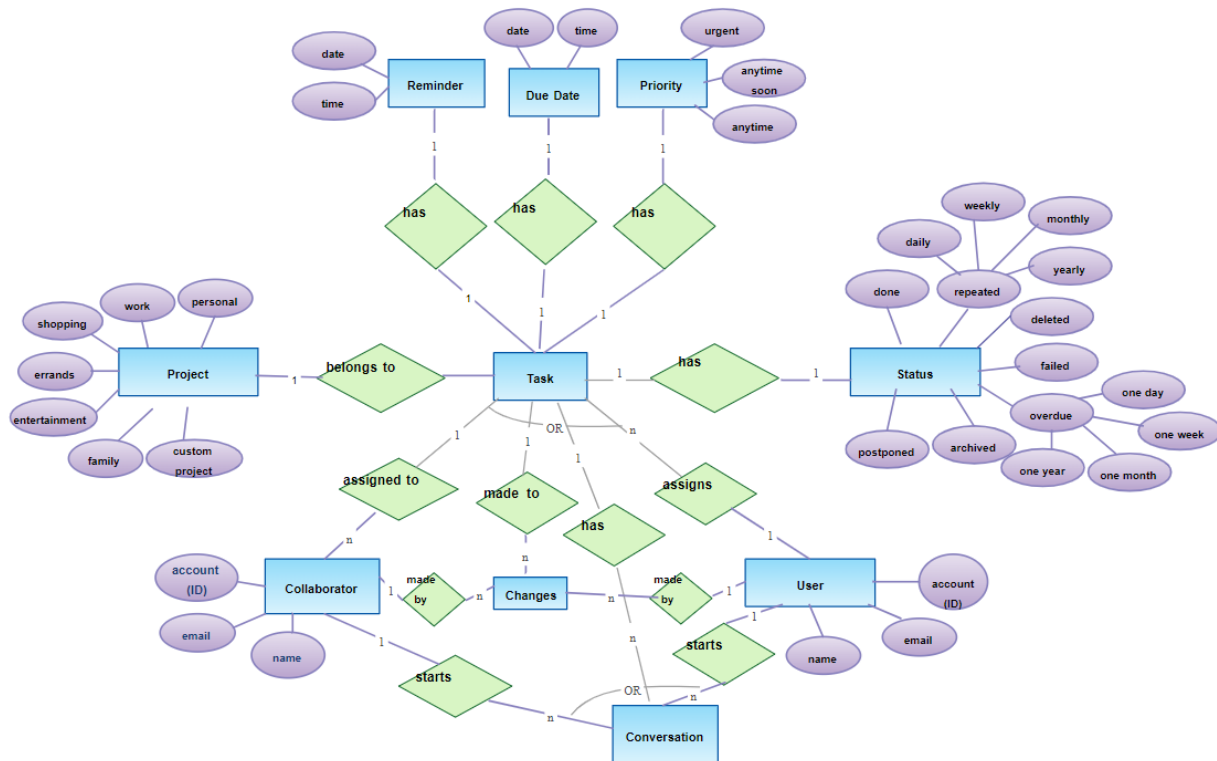 urgent
date
time
date
Reminder
Due Date
Priority
anytime
soon
time
anytime
1
1
1
has
has
has
weekly
monthly
daily
yearly
done
repeated
1
1
1
personal
work
shopping
deleted
errands
Project
1
belongs to
Task
1
has
1
Status
failed
entertainment
family
custom
project
overdue
one day
one week
postponed
archived
one year
one month
OR
n
1
1
1
assigned to
made to
assigns
has
n
n
1
account
(ID)
Collaborator
1
made
by
n
Changes
n
made
by
1
User
account
(ID)
email
name
1
starts
n
1
starts
name
email
n
OR
n
Conversation